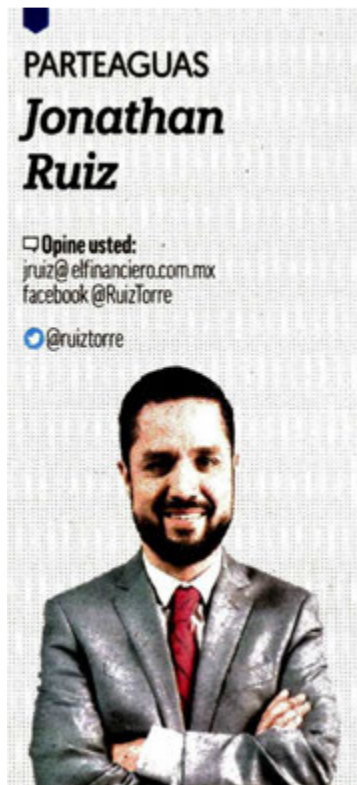 PARTEAGUAS
Jonathan
Ruiz
Opine usted:
jruiz@elfinanciero.com.mx
facebook @RuizTorre
@ruiztorre